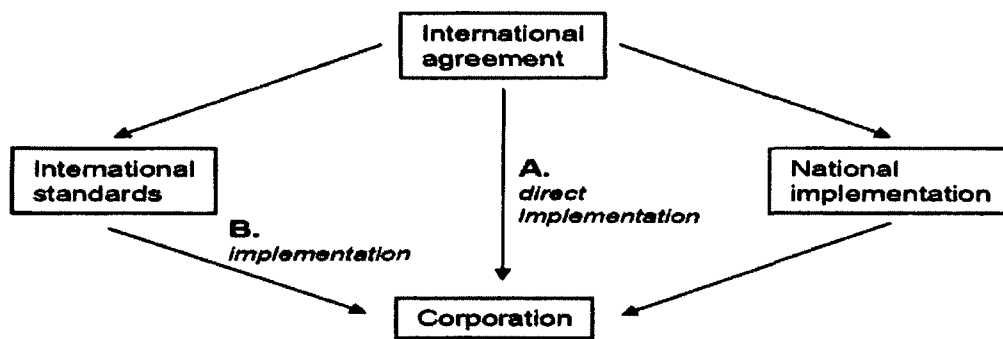 International
agreement
International
standards
A.
direct
Implementation
National
implementation
B.
implementation
Corporation